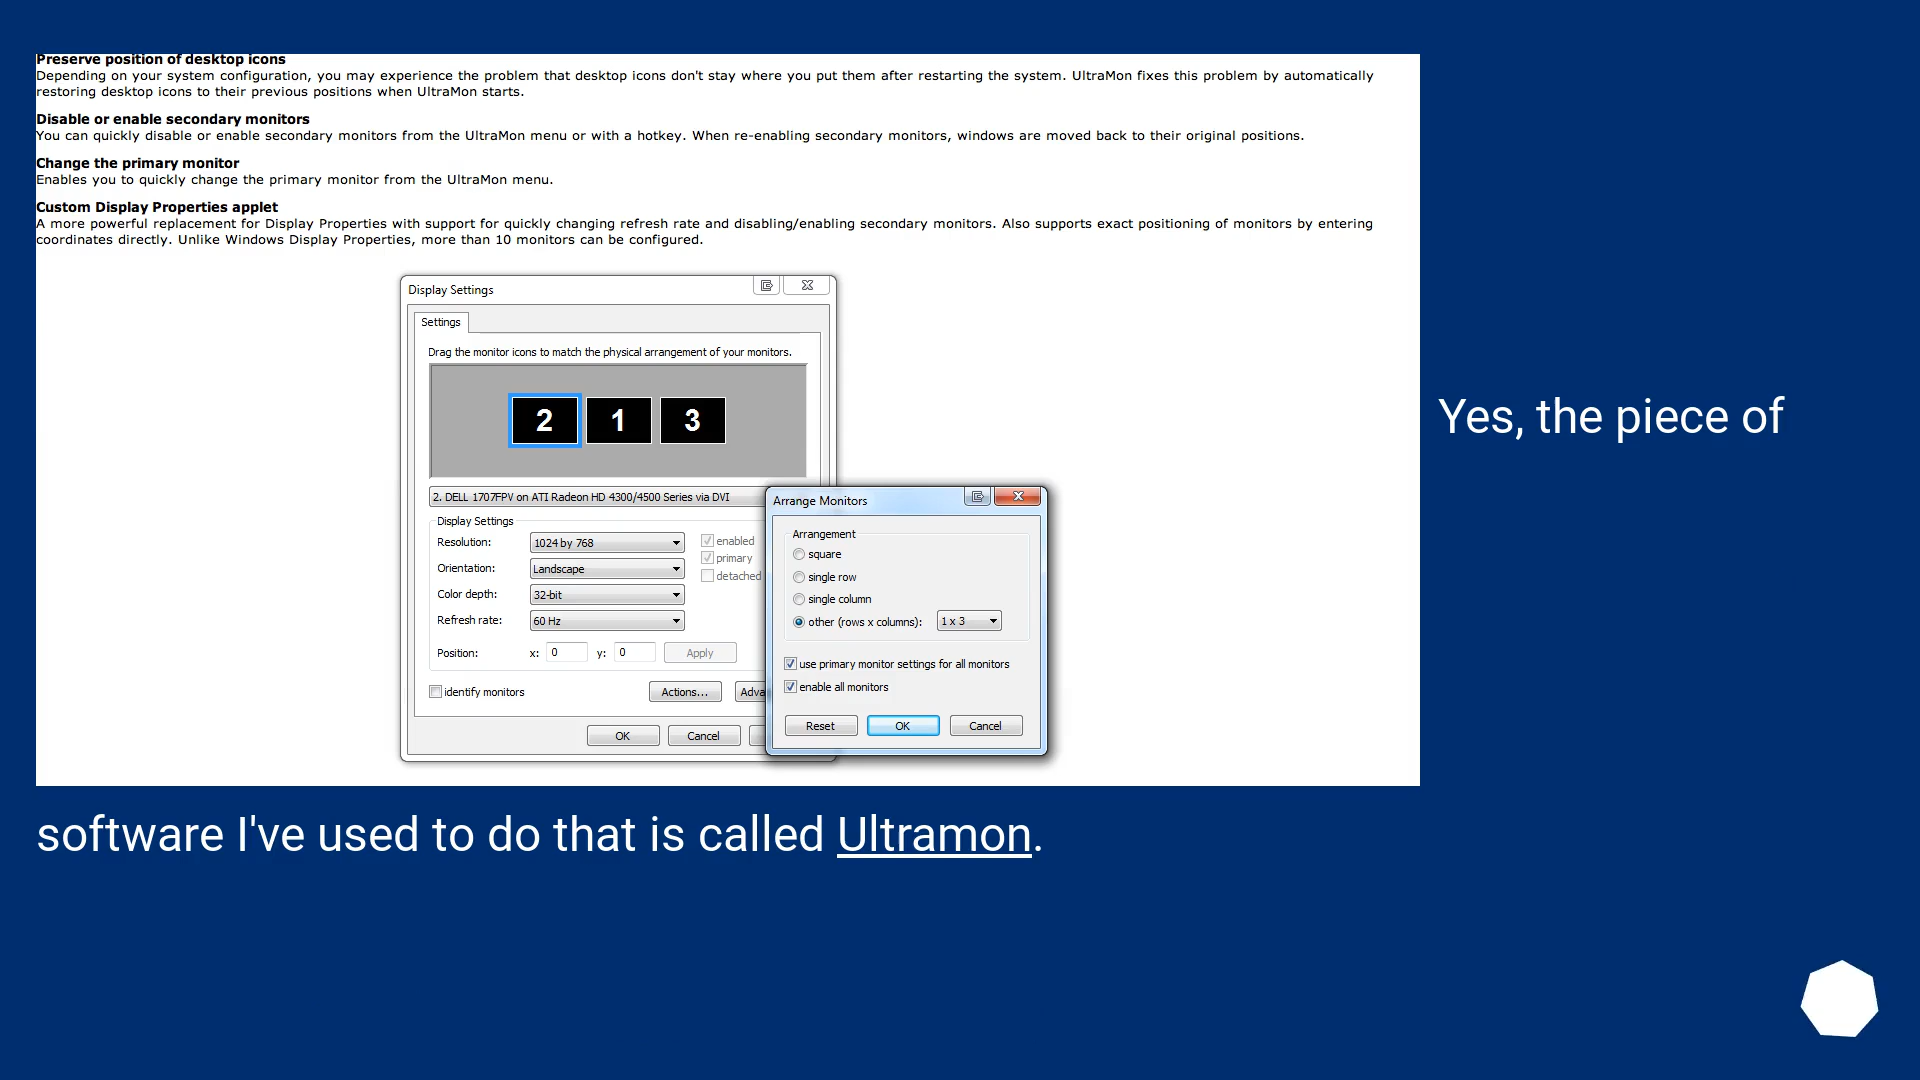 Preserve position of desktop icons
Depending on your system configuration, you may experience the problem that desktop icons don't stay where you put them after restarting the system. UltraMon fixes this problem by automatically
restoring desktop icons to their previous positions when UltraMon starts.
Disable or enable secondary monitors
You can quickly disable or enable secondary monitors from the UltraMon menu or with a hotkey. When re-enabling secondary monitors, windows are moved back to their original positions.
Change the primary monitor
Enables you to quickly change the primary monitor from the UltraMon menu.
Custom Display Properties applet
A more powerful replacement for Display Properties with support for quickly changing refresh rate and disabling/enabling secondary monitors. Also supports exact positioning of monitors by entering
coordinates directly. Unlike Windows Display Properties, more than 10 monitors can be configured.
Display Settings
Settings
Drag the monitor icons to match the physical arrangement of your monitors.
2 1 3
2. DELL 1707FPV on ATI Radeon HD 4300/4500 Series via DVI
Display Settings
Resolution: 1024 by 768 enabled
primary
Orientation: Landscape detached
Color depth: 32-bit
Refresh rate: 60 Hz
Position: x: 0 y: 0 Apply
identify monitors Actions... Adva
OK Cancel
Arrange Monitors
Arrangement
square
single row
single column
other (rows x columns): 1 x 3
use primary monitor settings for all monitors
enable all monitors
Reset OK Cancel
Yes, the piece of
software I've used to do that is called Ultramon.